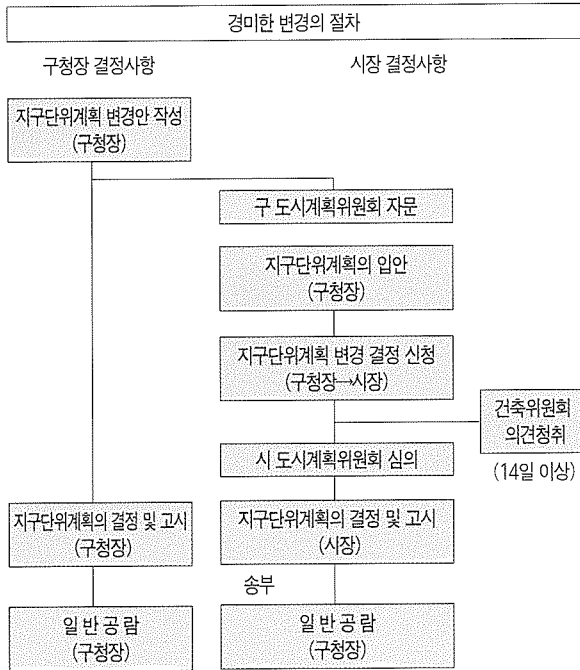 경미한 변경의 절차
구청장 결정사항
시장 결정사항
지구단위계획 변경안 작성
(구청장)
구 도시계획위원회 자문
지구단위계획의 입안
(구청장)
지구단위계획 변경 결정 신청
(구청장→시장)
건축위원회
의견청취
(14일 이상)
시 도시계획위원회 심의
지구단위계획의 결정 및 고시
(구청장)
지구단위계획의 결정 및 고시
(시장)
송부
일 반 공 람
(구청장)
일 반 공 람
(구청장)